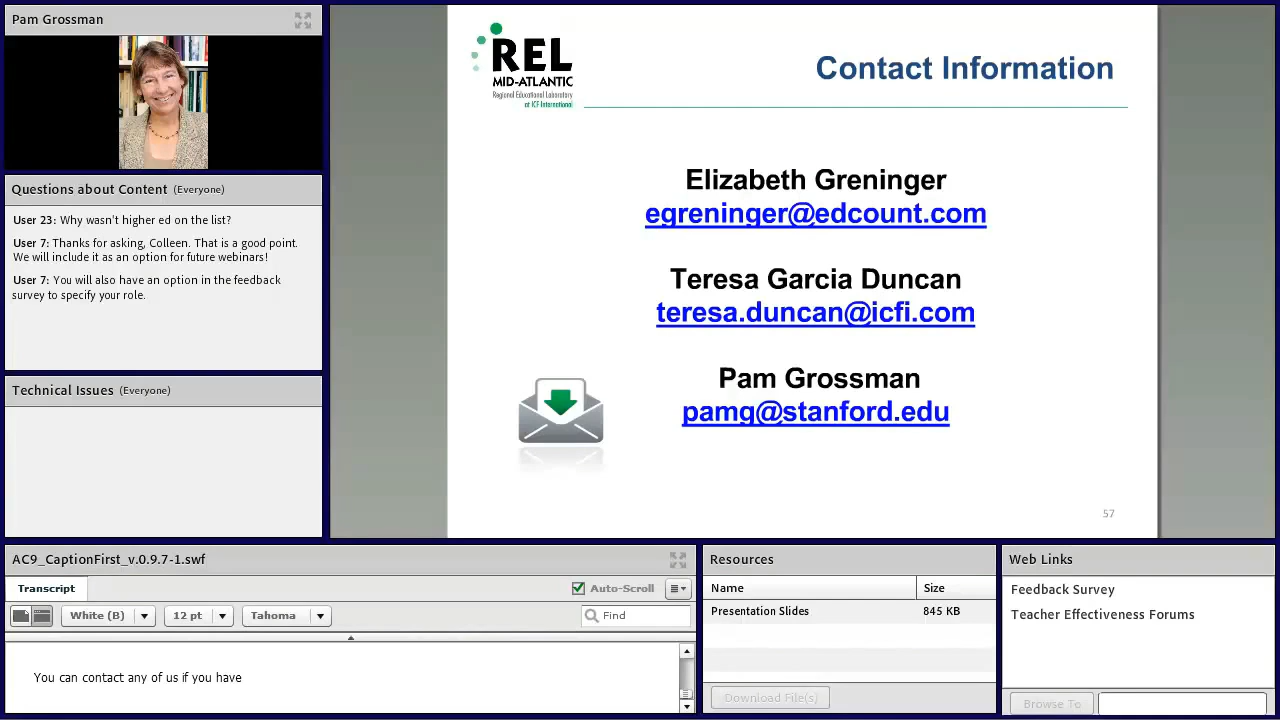 Pam Grossman
Questions about Content (Everyone)
User 23: Why wasn't higher ed on the list?
User 7: Thanks for asking, Colleen. That is a good point.
We will include it as an option for future webinars!
User 7: You will also have an option in the feedback
survey to specify your role.
Technical Issues (Everyone)
REL
MID-ATLANTIC
Regional Educational Laboratory
at ICF International
Contact Information
Elizabeth Greninger
egreninger@edcount.com
Teresa Garcia Duncan
teresa.duncan@icfi.com
Pam Grossman
pamg@stanford.edu
57
AC9_CaptionFirst_v.0.9.7-1.swf
Transcript
Auto-Scroll
White (B)
12 pt
Tahoma
Find
You can contact any of us if you have
Resources
Name Size
Presentation Slides 845 KB
Download File(s)
Web Links
Feedback Survey
Teacher Effectiveness Forums
Browse To